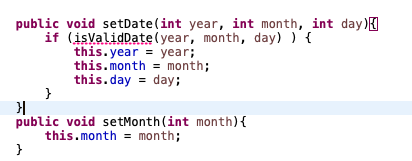 public void setDate(int year, int month, int day){
if (isValidDate(year, month, day) ) {
this.year = year;
this.month = month;
this.day = day;
}
}
public void setMonth(int month){
this.month = month;
}